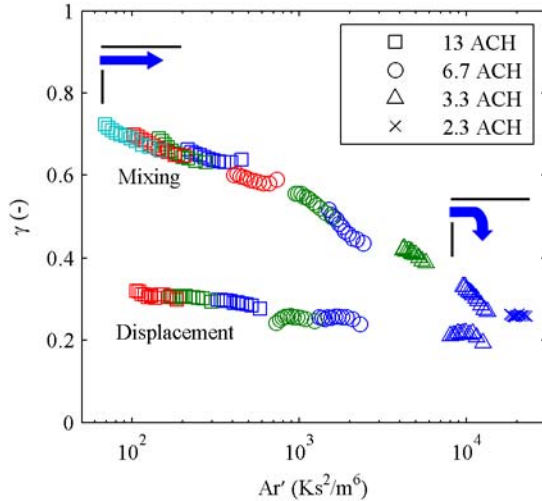 1
0.8
0.6
0.4
0.2
0
γ (-)
13 ACH
6.7 ACH
3.3 ACH
2.3 ACH
Mixing
Displacement
10²
10³
10⁴
Ar′ (Ks²/m⁶)